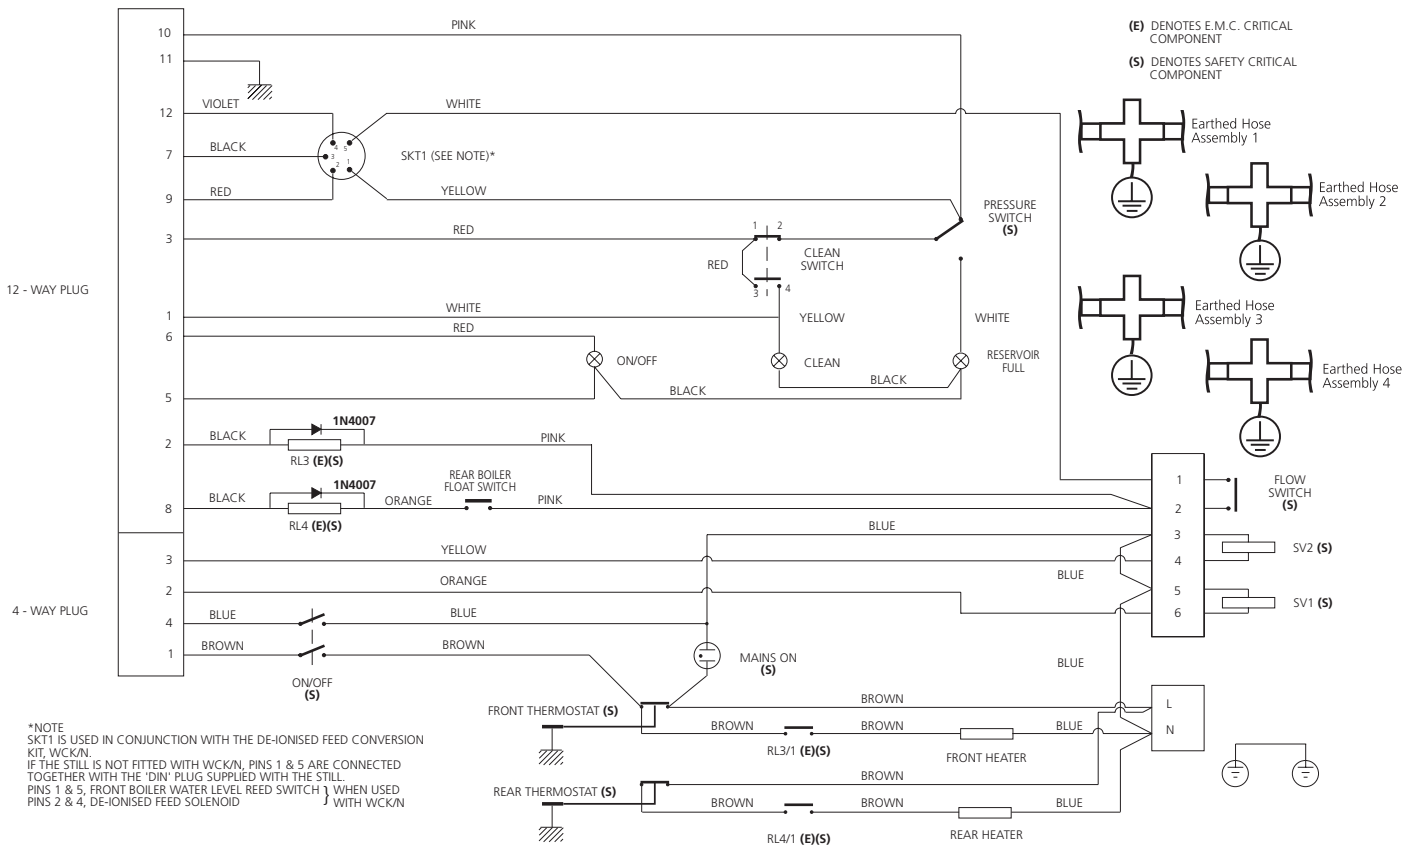 PINK
10
11
(E) DENOTES E.M.C. CRITICAL
COMPONENT
(S) DENOTES SAFETY CRITICAL
COMPONENT
VIOLET
WHITE
12
4 5
3
2 1
BLACK
7
SKT1 (SEE NOTE)*
RED
YELLOW
9
Earthed Hose
Assembly 1
Earthed Hose
Assembly 2
PRESSURE
SWITCH
(S)
RED
3
1 2
CLEAN
SWITCH
RED
3 4
12 - WAY PLUG
WHITE
1
YELLOW
WHITE
RED
6
Earthed Hose
Assembly 3
ON/OFF
CLEAN
RESERVOIR
FULL
BLACK
BLACK
5
Earthed Hose
Assembly 4
1N4007
BLACK
2
PINK
RL3 (E)(S)
1N4007
REAR BOILER
FLOAT SWITCH
BLACK
8
ORANGE
PINK
RL4 (E)(S)
1
2
3
4
5
6
FLOW
SWITCH
(S)
BLUE
SV2 (S)
YELLOW
3
BLUE
ORANGE
2
SV1 (S)
4 - WAY PLUG
BLUE
BLUE
4
BROWN
BROWN
1
MAINS ON
(S)
BLUE
ON/OFF
(S)
FRONT THERMOSTAT (S)
BROWN
L
BROWN
BROWN
BLUE
N
RL3/1 (E)(S)
FRONT HEATER
BROWN
REAR THERMOSTAT (S)
BROWN
BROWN
BLUE
RL4/1 (E)(S)
REAR HEATER
*NOTE
SKT1 IS USED IN CONJUNCTION WITH THE DE-IONISED FEED CONVERSION
KIT, WCK/N.
IF THE STILL IS NOT FITTED WITH WCK/N, PINS 1 & 5 ARE CONNECTED
TOGETHER WITH THE 'DIN' PLUG SUPPLIED WITH THE STILL.
PINS 1 & 5, FRONT BOILER WATER LEVEL REED SWITCH } WHEN USED
PINS 2 & 4, DE-IONISED FEED SOLENOID WITH WCK/N